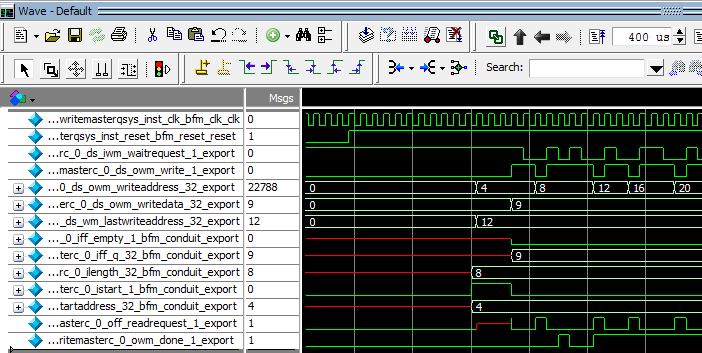 Wave - Default
400 us
Search:
Msgs
...writemasterqsys_inst_clk_bfm_clk_clk 0
...terqsys_inst_reset_bfm_reset_reset 1
...rc_0_ds_iwm_waitrequest_1_export 0
...masterc_0_ds_owm_write_1_export 1
...0_ds_owm_writeaddress_32_export 22788 0 4 8 12 16 20
...erc_0_ds_owm_writedata_32_export 9 0 9
..._ds_wm_lastwriteaddress_32_export 12 0 12
..._0_iff_empty_1_bfm_conduit_export 0
...terc_0_iff_q_32_bfm_conduit_export 9 9
...rc_0_ilength_32_bfm_conduit_export 8 8
...terc_0_istart_1_bfm_conduit_export 0
...tartaddress_32_bfm_conduit_export 4 4
...asterc_0_off_readrequest_1_export 1
...ritemasterc_0_owm_done_1_export 1